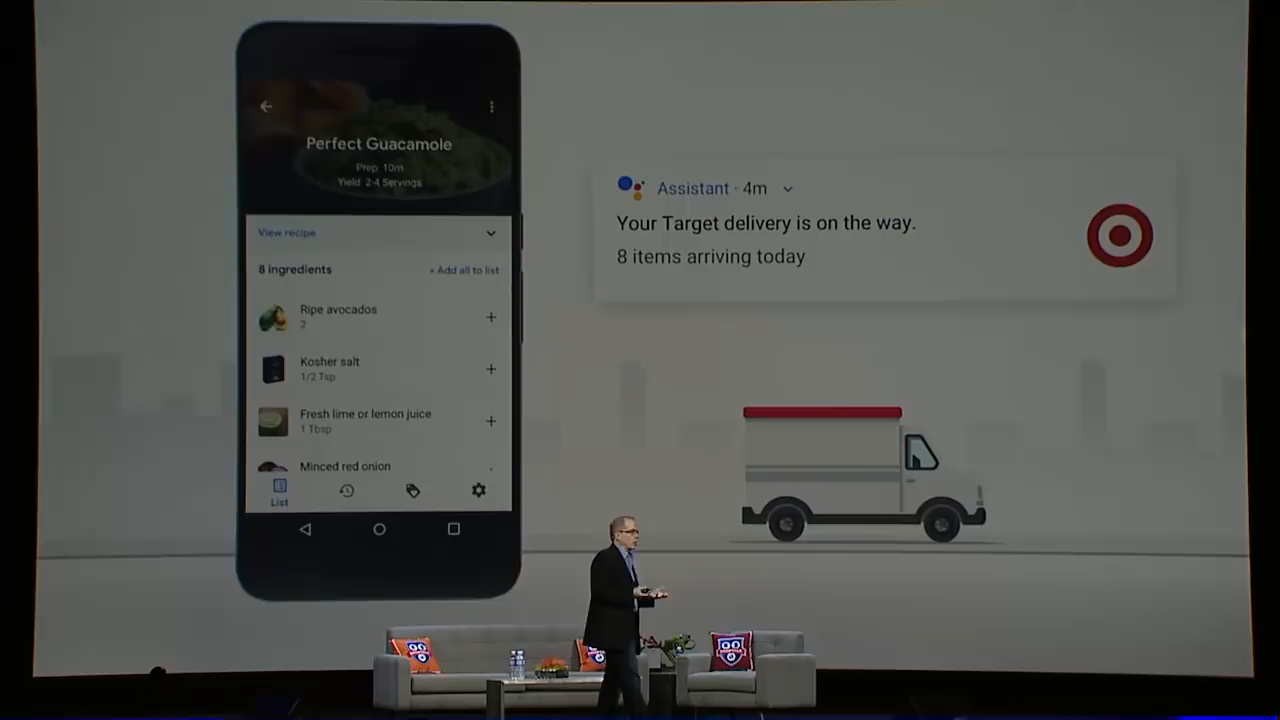 Perfect Guacamole
Prep 10m
Yield 2-4 Servings
View recipe
8 ingredients
+ Add all to list
Ripe avocados
2
Kosher salt
1/2 Tsp
Fresh lime or lemon juice
1 Tbsp
Minced red onion
List
Assistant · 4m
Your Target delivery is on the way.
8 items arriving today